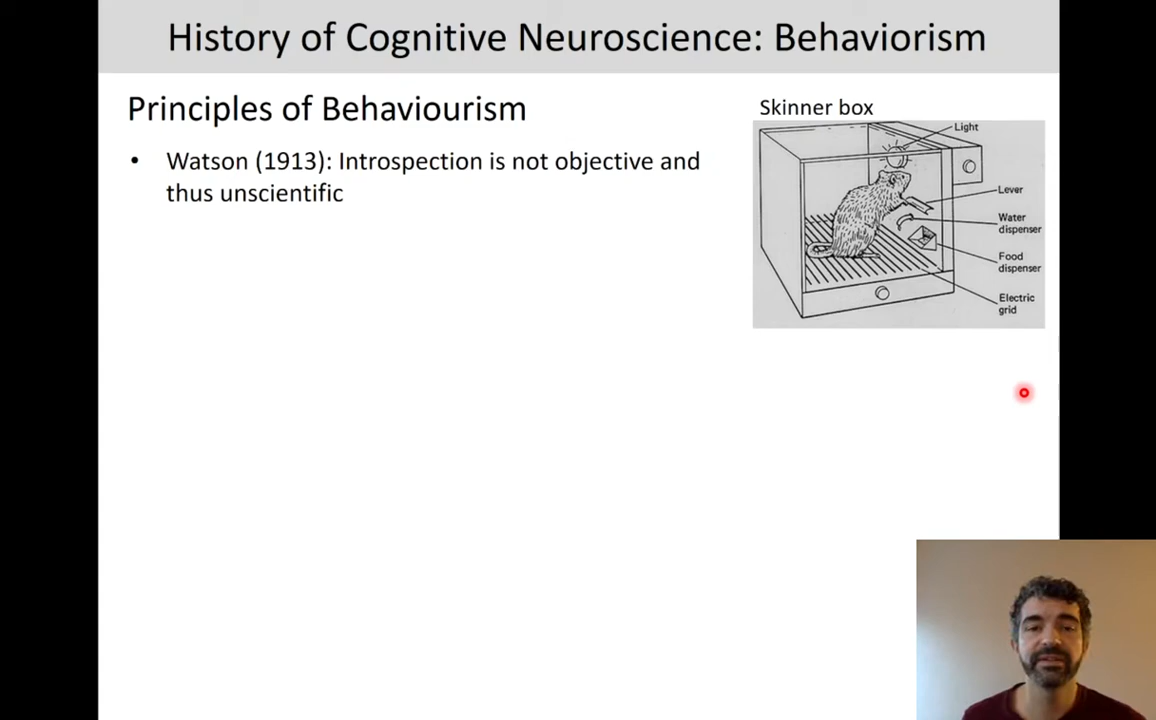 History of Cognitive Neuroscience: Behaviorism
Principles of Behaviourism
• Watson (1913): Introspection is not objective and
thus unscientific
Skinner box
Light
Lever
Water
dispenser
Food
dispenser
Electric
grid